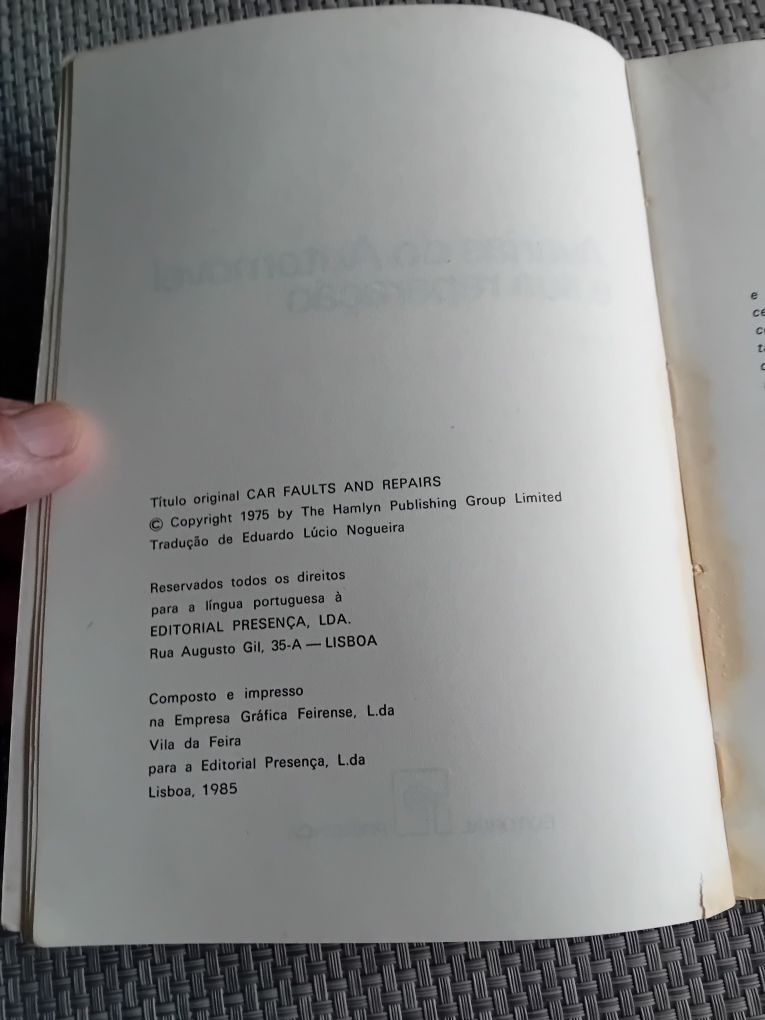 Título original CAR FAULTS AND REPAIRS
© Copyright 1975 by The Hamlyn Publishing Group Limited
Tradução de Eduardo Lúcio Nogueira
Reservados todos os direitos
para a língua portuguesa à
EDITORIAL PRESENÇA, LDA.
Rua Augusto Gil, 35-A — LISBOA
Composto e impresso
na Empresa Gráfica Feirense, L.da
Vila da Feira
para a Editorial Presença, L.da
Lisboa, 1985
e